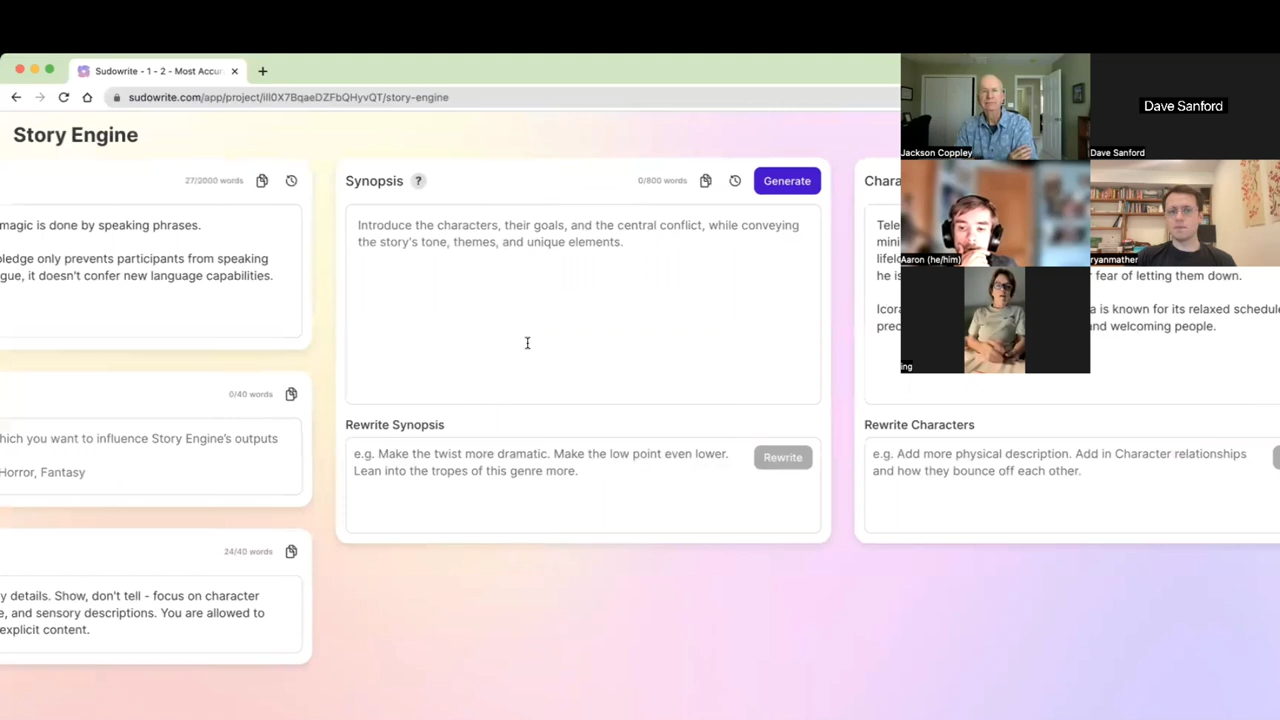 Sudowrite - 1 - 2 - Most Accur
sudowrite.com/app/project/ill0X7BqaeDZFbQHyvQT/story-engine
Story Engine
27/2000 words
magic is done by speaking phrases.
ledge only prevents participants from speaking
gue, it doesn't confer new language capabilities.
0/40 words
hich you want to influence Story Engine's outputs
Horror, Fantasy
24/40 words
y details. Show, don't tell - focus on character
e, and sensory descriptions. You are allowed to
explicit content.
Synopsis ?
0/800 words
Generate
Introduce the characters, their goals, and the central conflict, while conveying
the story's tone, themes, and unique elements.
Rewrite Synopsis
e.g. Make the twist more dramatic. Make the low point even lower.
Lean into the tropes of this genre more.
Rewrite
Chara
Tele
mini
lifel
he is
fear of letting them down.
Icora
a is known for its relaxed schedule
prec
nd welcoming people.
Rewrite Characters
e.g. Add more physical description. Add in Character relationships
and how they bounce off each other.
Jackson Coppley
Dave Sanford
Dave Sanford
Aaron (he/him)
ryanmather
ing